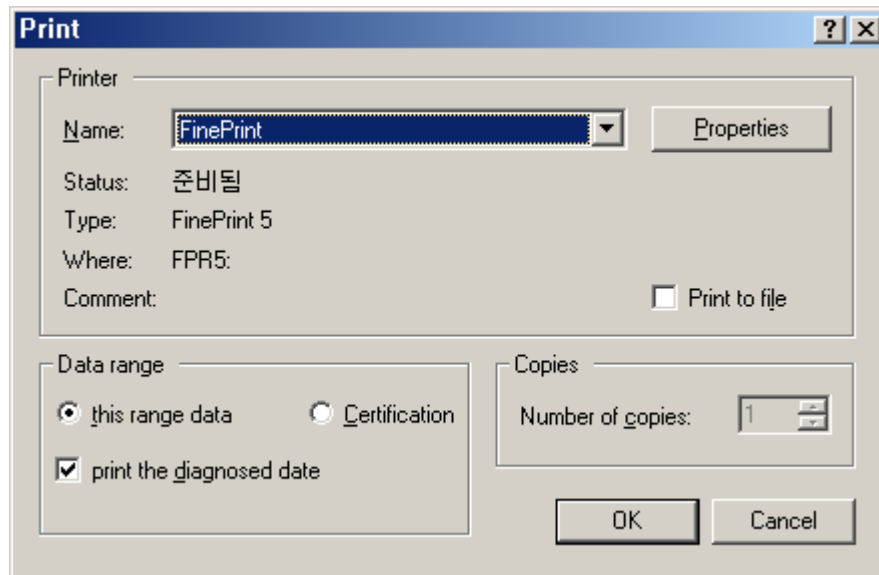 Print
Printer
Name: FinePrint Properties
Status: 준비됨
Type: FinePrint 5
Where: FPR5:
Comment: Print to file
Data range
this range data Certification
print the diagnosed date
Copies
Number of copies: 1
OK Cancel